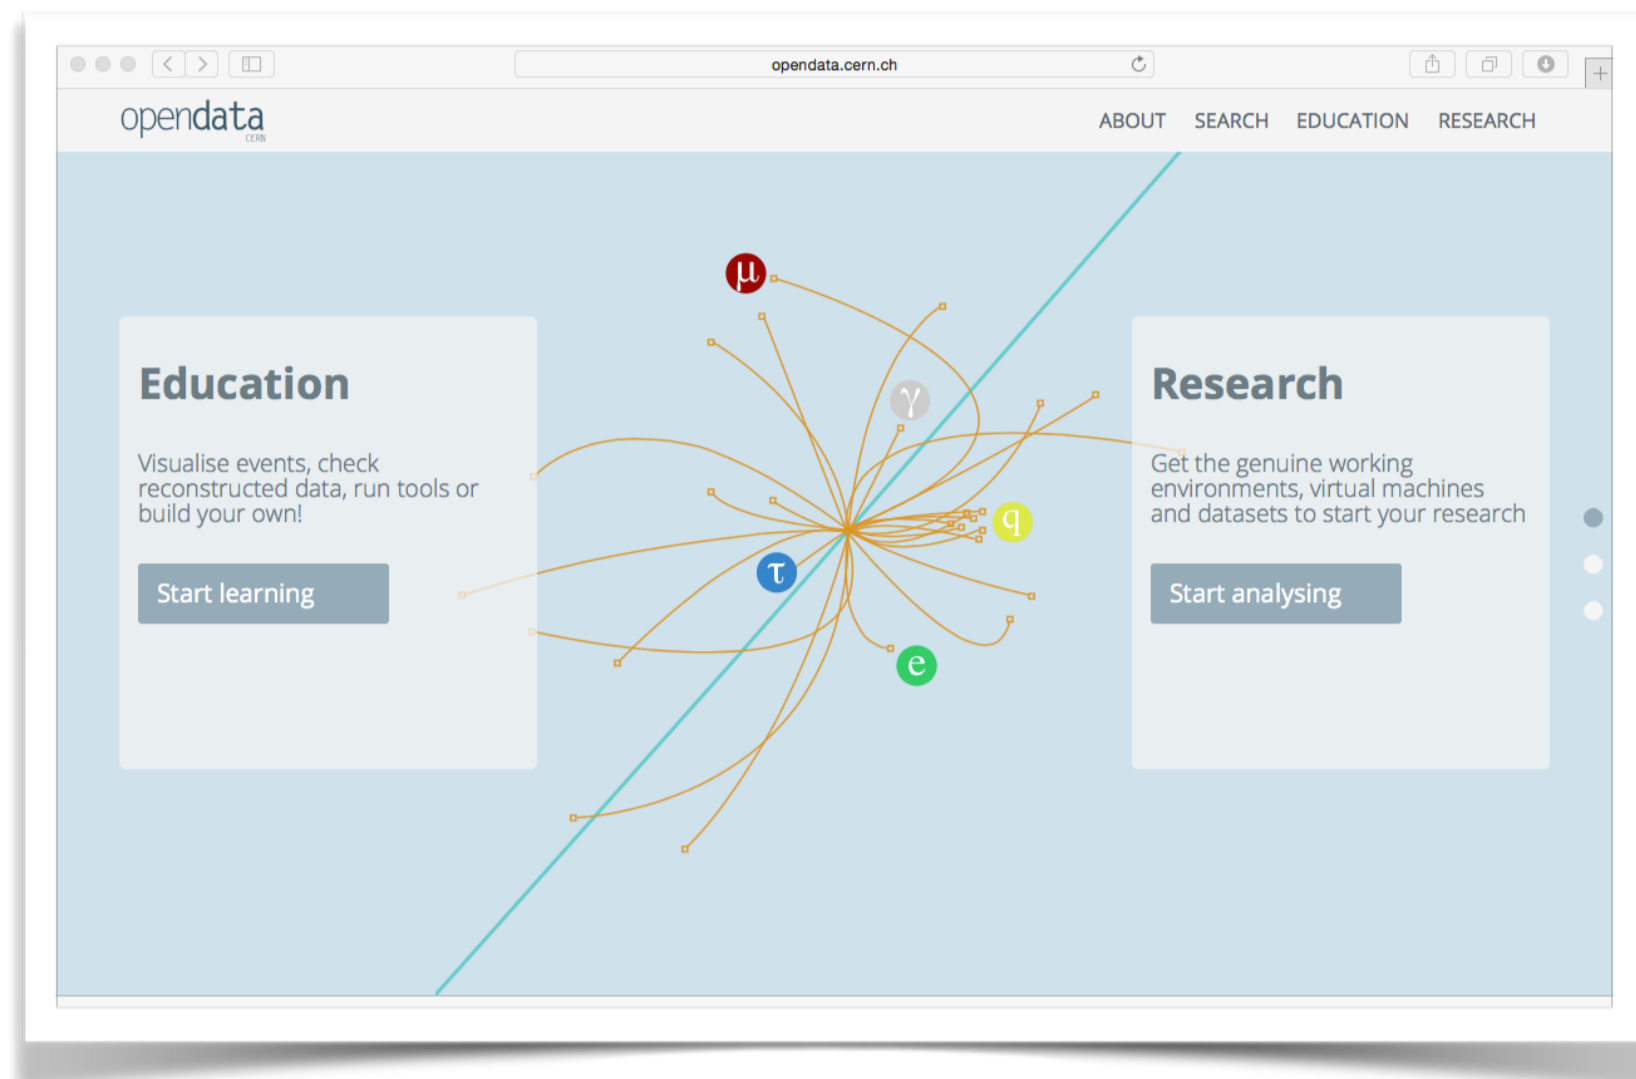 opendata.cern.ch
opendata
CERN
ABOUT SEARCH EDUCATION RESEARCH
μ
γ
q
τ
e
Education
Visualise events, check
reconstructed data, run tools or
build your own!
Start learning
Research
Get the genuine working
environments, virtual machines
and datasets to start your research
Start analysing